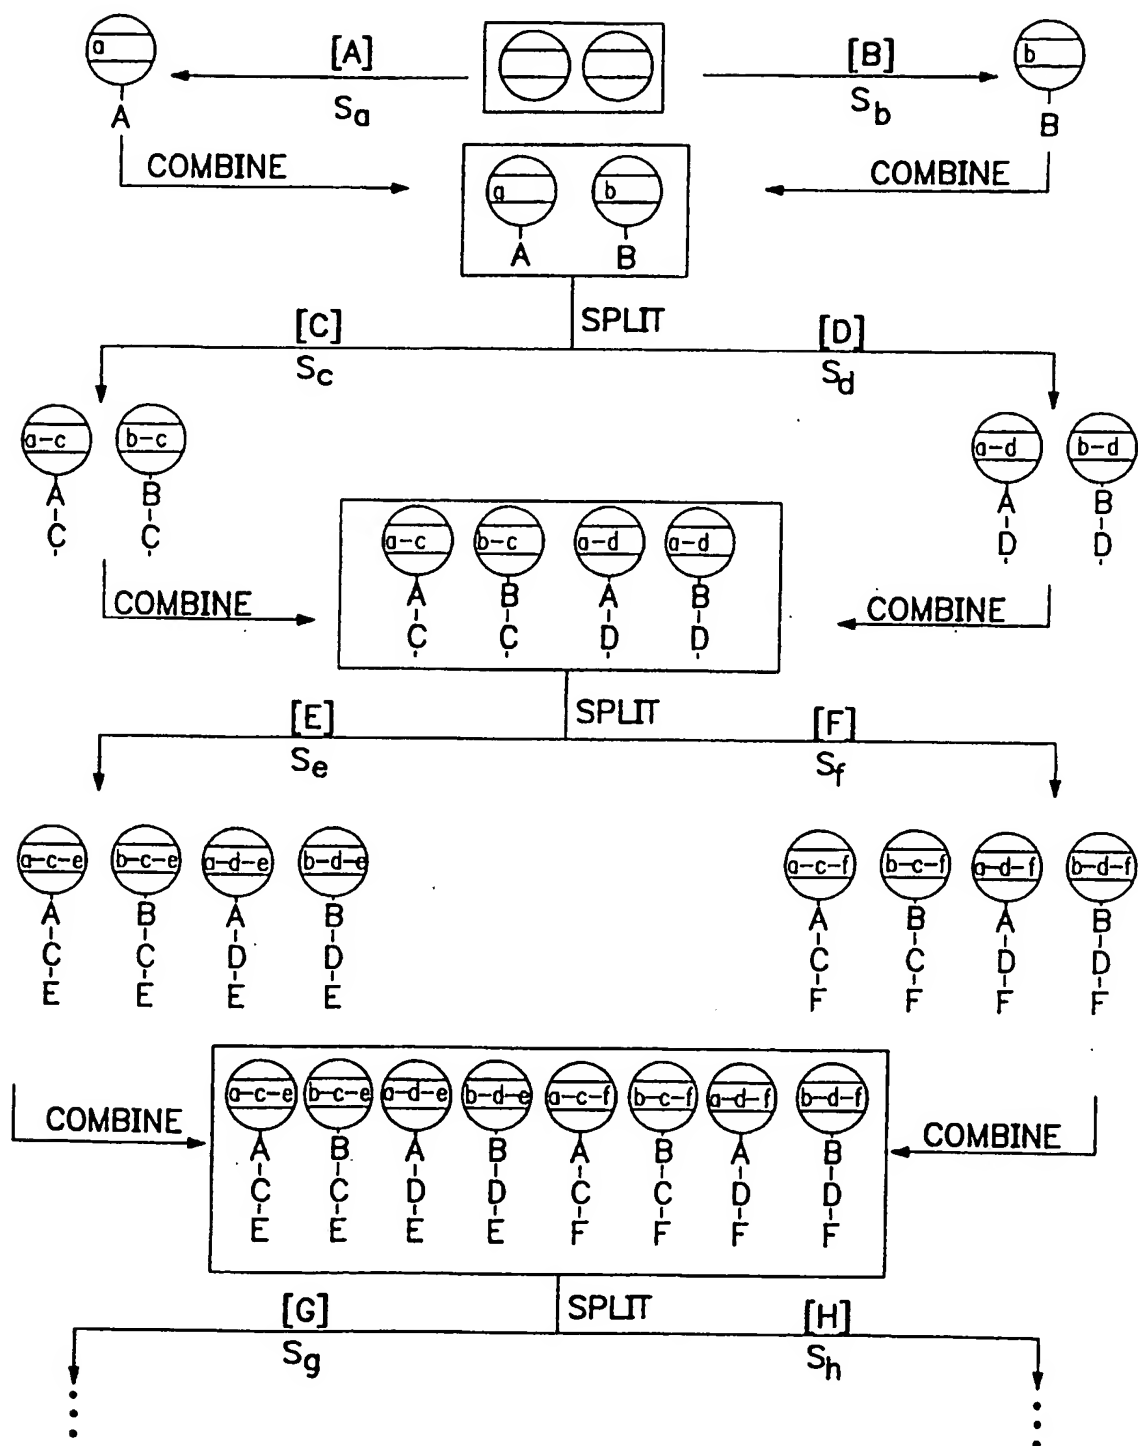 a [A] [B] b
Sa Sb
A B
COMBINE COMBINE
a b
A B
[C] SPLIT [D]
Sc Sd
a-c b-c a-d b-d
A B A B
C C D D
a-c b-c a-d a-d
A B A B
C C D D
COMBINE COMBINE
[E] SPLIT [F]
Se Sf
a-c-e b-c-e a-d-e b-d-e a-c-f b-c-f a-d-f b-d-f
A B A B A B A B
C C D D C C D D
E E E E F F F F
a-c-e b-c-e a-d-e b-d-e a-c-f b-c-f a-d-f b-d-f
COMBINE COMBINE
A B A B A B A B
C C D D C C D D
E E E E F F F F
[G] SPLIT [H]
Sg Sh